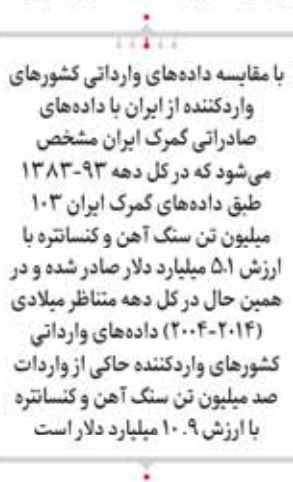 با مقایسه داده‌های وارداتی کشورهای
واردکننده از ایران با داده‌های
صادراتی گمرک ایران مشخص
می‌شود که در کل دهه ۹۳-۱۳۸۳
طبق داده‌های گمرک ایران ۱۰۳
میلیون تن سنگ آهن و کنسانتره با
ارزش ۵.۱ میلیارد دلار صادر شده و در
همین حال در کل دهه متناظر میلادی
(۲۰۱۴-۲۰۰۴) داده‌های وارداتی
کشورهای واردکننده حاکی از واردات
صد میلیون تن سنگ آهن و کنسانتره
با ارزش ۱۰.۹ میلیارد دلار است